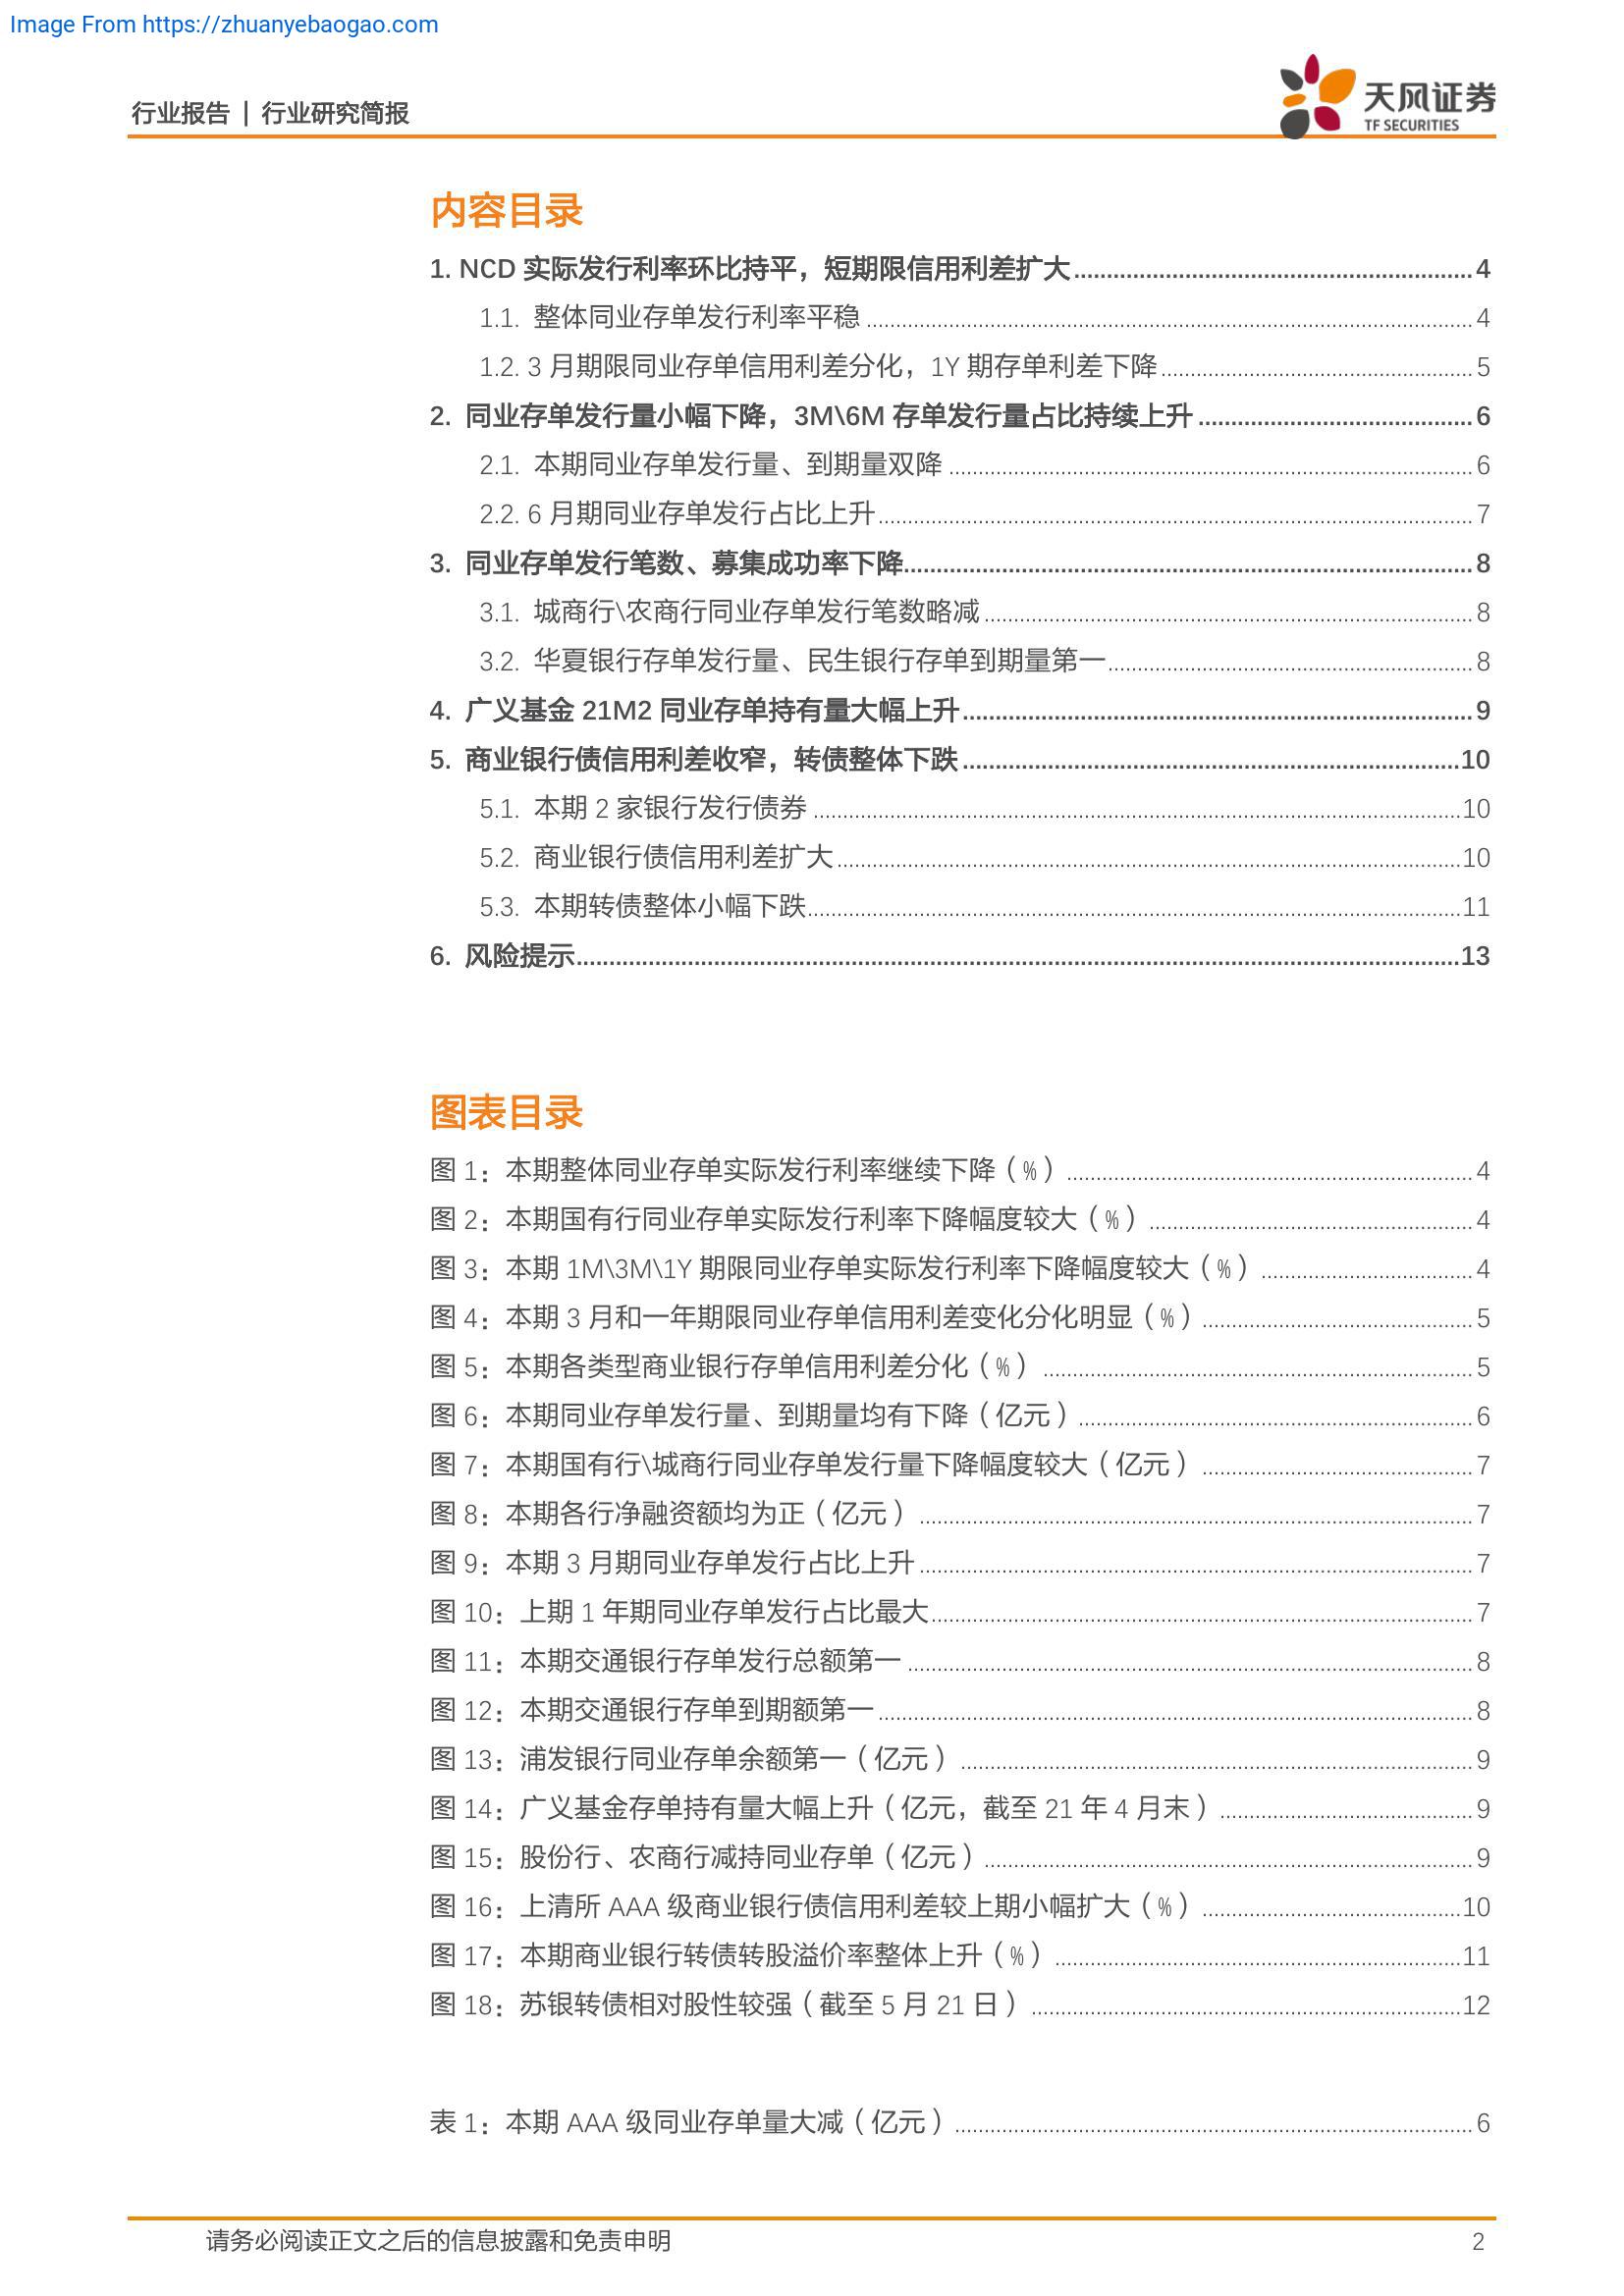 Image From https://zhuanyebaogao.com
行业报告 | 行业研究简报
天风证券
TF SECURITIES
内容目录
1. NCD 实际发行利率环比持平，短期限信用利差扩大 4
1.1. 整体同业存单发行利率平稳 4
1.2. 3 月期限同业存单信用利差分化，1Y 期存单利差下降 5
2. 同业存单发行量小幅下降，3M\6M 存单发行量占比持续上升 6
2.1. 本期同业存单发行量、到期量双降 6
2.2. 6 月期同业存单发行占比上升 7
3. 同业存单发行笔数、募集成功率下降 8
3.1. 城商行\农商行同业存单发行笔数略减 8
3.2. 华夏银行存单发行量、民生银行存单到期量第一 8
4. 广义基金 21M2 同业存单持有量大幅上升 9
5. 商业银行债信用利差收窄，转债整体下跌 10
5.1. 本期 2 家银行发行债券 10
5.2. 商业银行债信用利差扩大 10
5.3. 本期转债整体小幅下跌 11
6. 风险提示 13
图表目录
图 1：本期整体同业存单实际发行利率继续下降（%） 4
图 2：本期国有行同业存单实际发行利率下降幅度较大（%） 4
图 3：本期 1M\3M\1Y 期限同业存单实际发行利率下降幅度较大（%） 4
图 4：本期 3 月和一年期限同业存单信用利差变化分化明显（%） 5
图 5：本期各类型商业银行存单信用利差分化（%） 5
图 6：本期同业存单发行量、到期量均有下降（亿元） 6
图 7：本期国有行\城商行同业存单发行量下降幅度较大（亿元） 7
图 8：本期各行净融资额均为正（亿元） 7
图 9：本期 3 月期同业存单发行占比上升 7
图 10：上期 1 年期同业存单发行占比最大 7
图 11：本期交通银行存单发行总额第一 8
图 12：本期交通银行存单到期额第一 8
图 13：浦发银行同业存单余额第一（亿元） 9
图 14：广义基金存单持有量大幅上升（亿元，截至 21 年 4 月末） 9
图 15：股份行、农商行减持同业存单（亿元） 9
图 16：上清所 AAA 级商业银行债信用利差较上期小幅扩大（%） 10
图 17：本期商业银行转债转股溢价率整体上升（%） 11
图 18：苏银转债相对股性较强（截至 5 月 21 日） 12
表 1：本期 AAA 级同业存单量大减（亿元） 6
请务必阅读正文之后的信息披露和免责申明 2